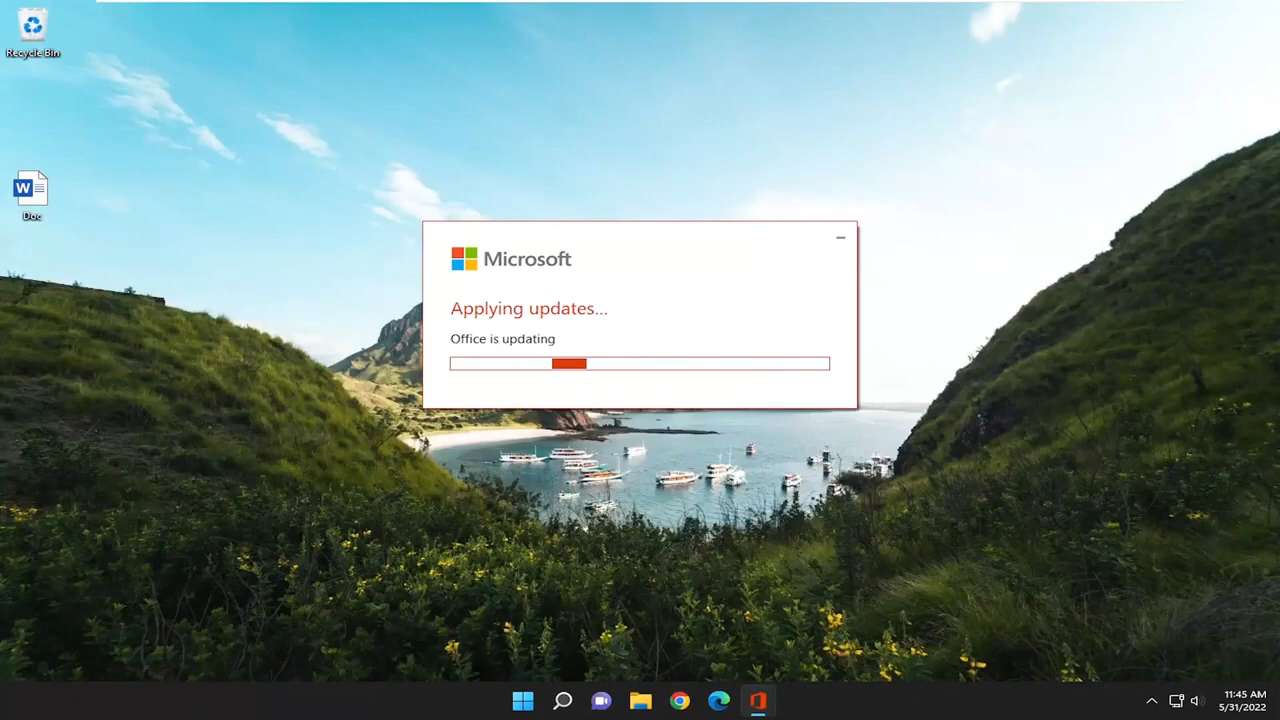 Recycle Bin
W
Doc
Microsoft
Applying updates...
Office is updating
11:45 AM
5/31/2022